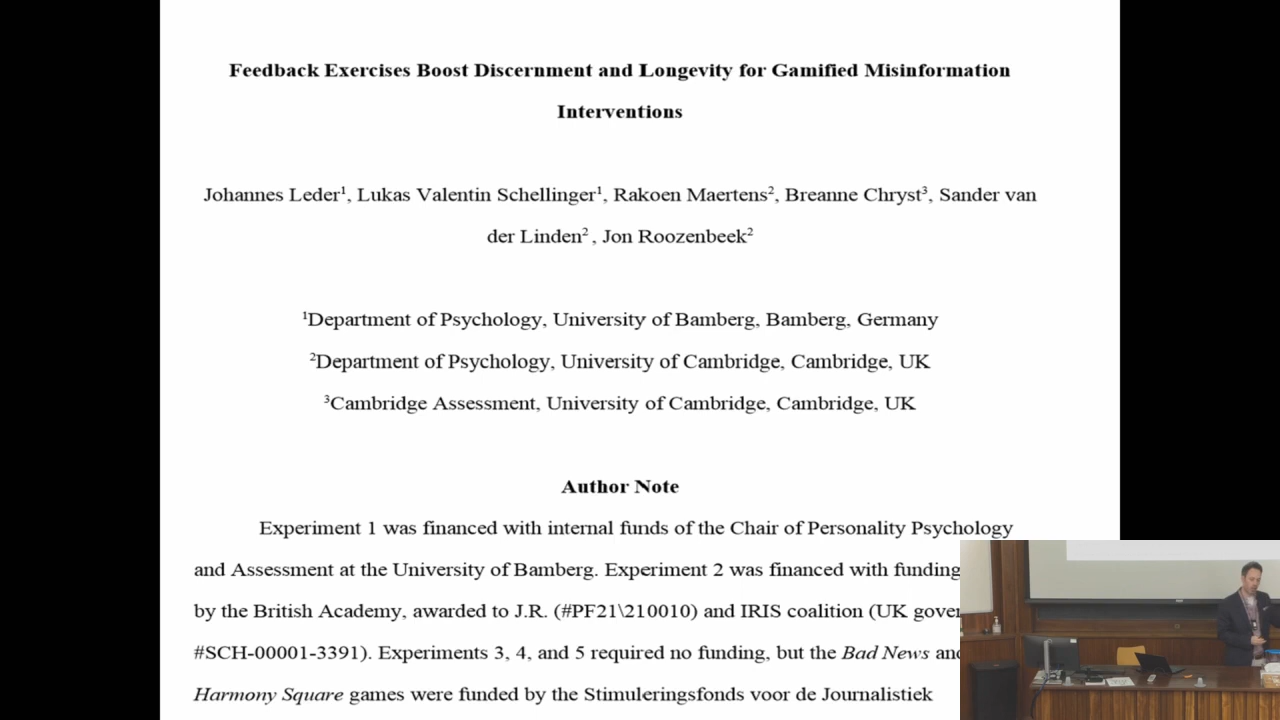 Feedback Exercises Boost Discernment and Longevity for Gamified Misinformation
Interventions
Johannes Leder¹, Lukas Valentin Schellinger¹, Rakoen Maertens², Breanne Chryst³, Sander van
der Linden², Jon Roozenbeek²
¹Department of Psychology, University of Bamberg, Bamberg, Germany
²Department of Psychology, University of Cambridge, Cambridge, UK
³Cambridge Assessment, University of Cambridge, Cambridge, UK
Author Note
Experiment 1 was financed with internal funds of the Chair of Personality Psychology
and Assessment at the University of Bamberg. Experiment 2 was financed with funding
by the British Academy, awarded to J.R. (#PF21\210010) and IRIS coalition (UK gover
#SCH-00001-3391). Experiments 3, 4, and 5 required no funding, but the Bad News and
Harmony Square games were funded by the Stimuleringsfonds voor de Journalistiek